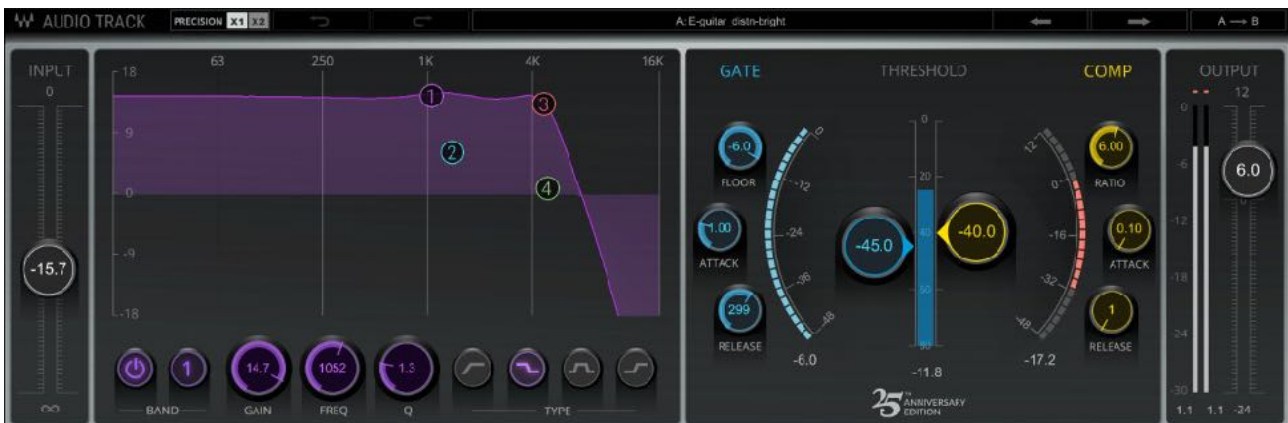 AUDIO TRACK PRECISION X1 X2 A: E-guitar distn-bright A → B
INPUT
0
-15.7
∞
63 250 1K 4K 16K
18
9
0
-9
-18
1 2 3 4
1 14.7 1052 1.3
BAND GAIN FREQ Q TYPE
GATE THRESHOLD COMP
-6.0
FLOOR
1.00
ATTACK
299
RELEASE
0
-12
-24
-36
-48
-6.0
-45.0
0
20
40
50
-40.0
-11.8
12
0
-16
-32
-48
-17.2
6.00
RATIO
0.10
ATTACK
1
RELEASE
25TH ANNIVERSARY
EDITION
OUTPUT
12
0
-6
-12
-18
-24
-30
6.0
1.1 1.1 -24